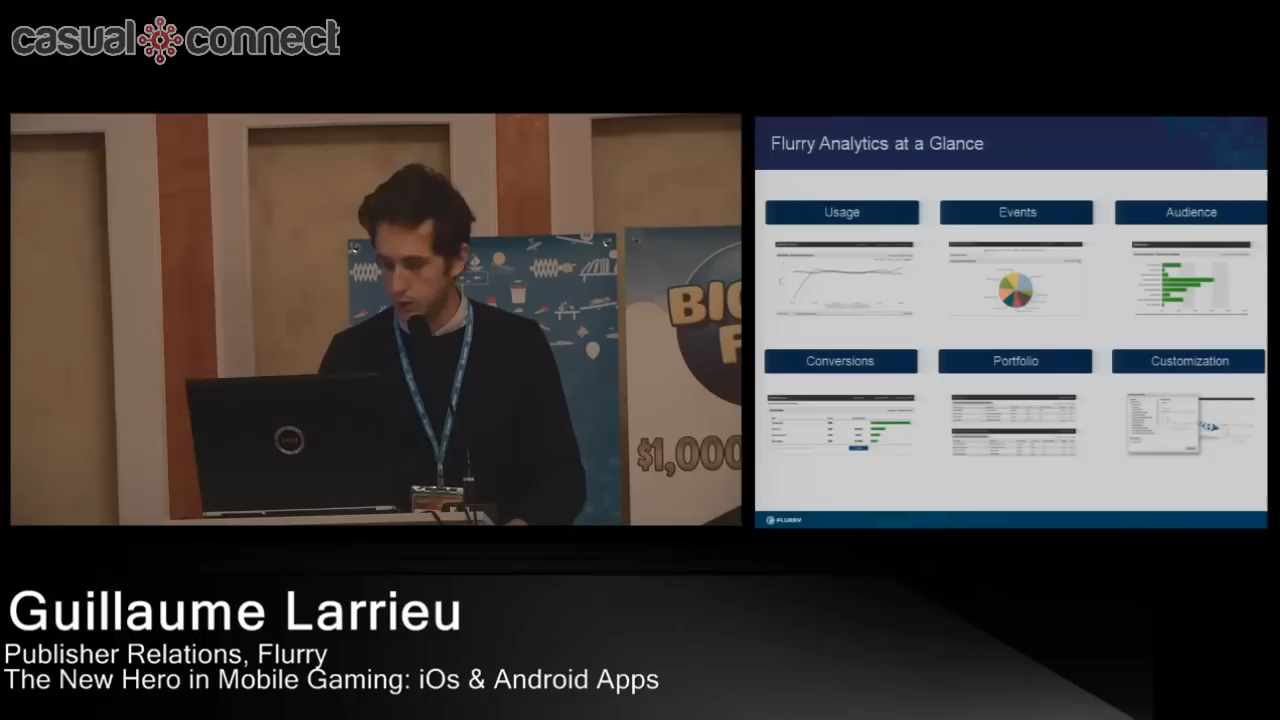 casual connect
BIG
F
$1,000
Flurry Analytics at a Glance
Usage
Events
Audience
Conversions
Portfolio
Customization
FLURRY
Guillaume Larrieu
Publisher Relations, Flurry
The New Hero in Mobile Gaming: iOs & Android Apps